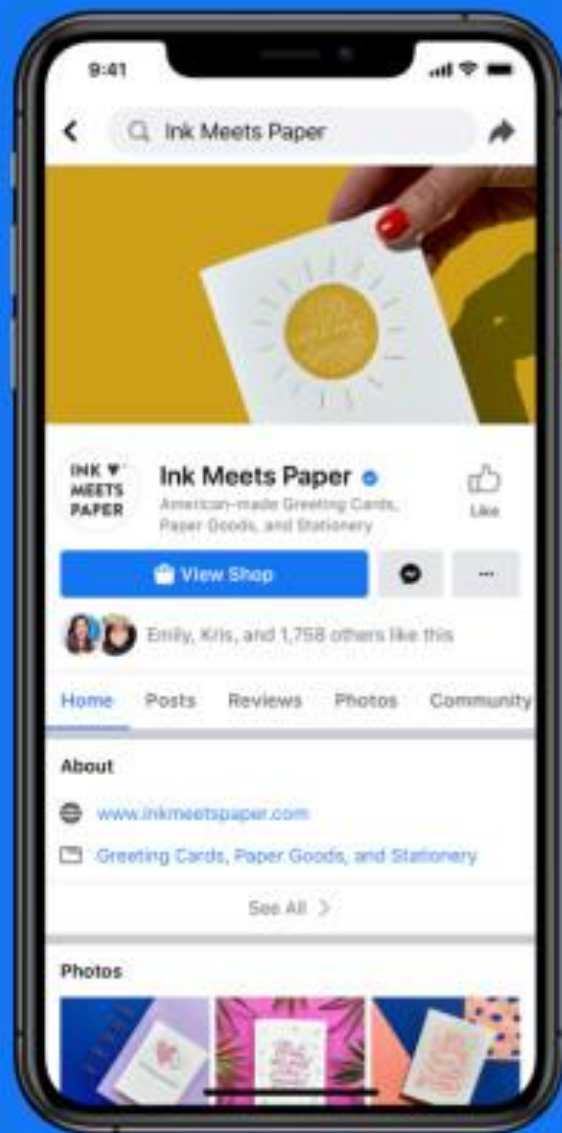 9:41
Ink Meets Paper
INK ♥
MEETS
PAPER
Ink Meets Paper
American-made Greeting Cards,
Paper Goods, and Stationery
Like
View Shop
Emily, Kris, and 1,758 others like this
Home Posts Reviews Photos Community
About
www.inkmeetspaper.com
Greeting Cards, Paper Goods, and Stationery
See All
Photos